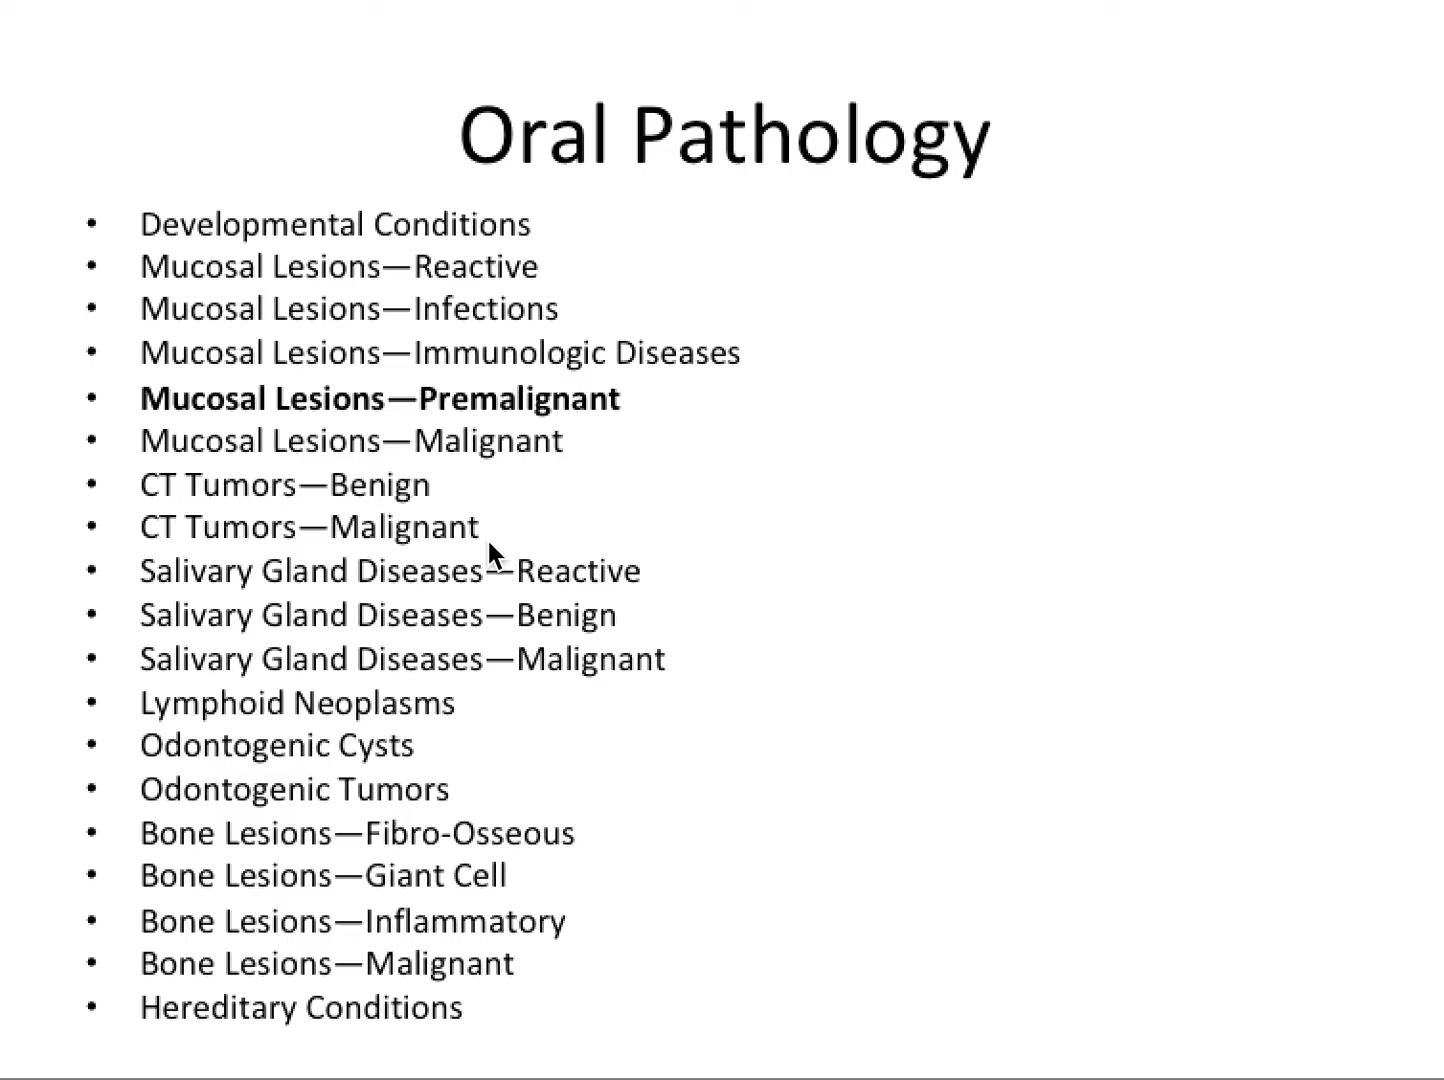 Oral Pathology
• Developmental Conditions
• Mucosal Lesions—Reactive
• Mucosal Lesions—Infections
• Mucosal Lesions—Immunologic Diseases
• Mucosal Lesions—Premalignant
• Mucosal Lesions—Malignant
• CT Tumors—Benign
• CT Tumors—Malignant
• Salivary Gland Diseases—Reactive
• Salivary Gland Diseases—Benign
• Salivary Gland Diseases—Malignant
• Lymphoid Neoplasms
• Odontogenic Cysts
• Odontogenic Tumors
• Bone Lesions—Fibro-Osseous
• Bone Lesions—Giant Cell
• Bone Lesions—Inflammatory
• Bone Lesions—Malignant
• Hereditary Conditions